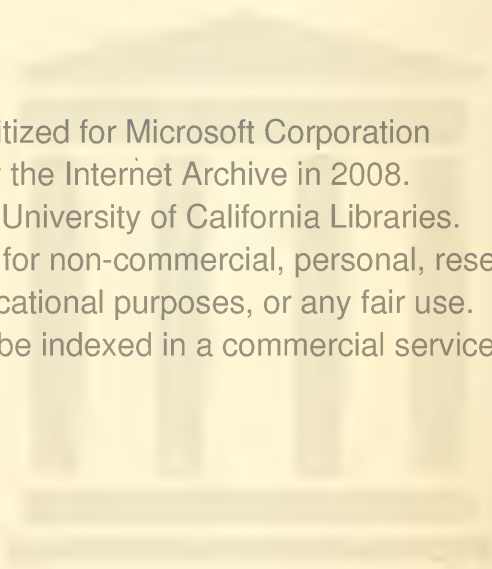 itized for Microsoft Corporation
the Internet Archive in 2008.
University of California Libraries.
for non-commercial, personal, rese
cational purposes, or any fair use.
be indexed in a commercial service